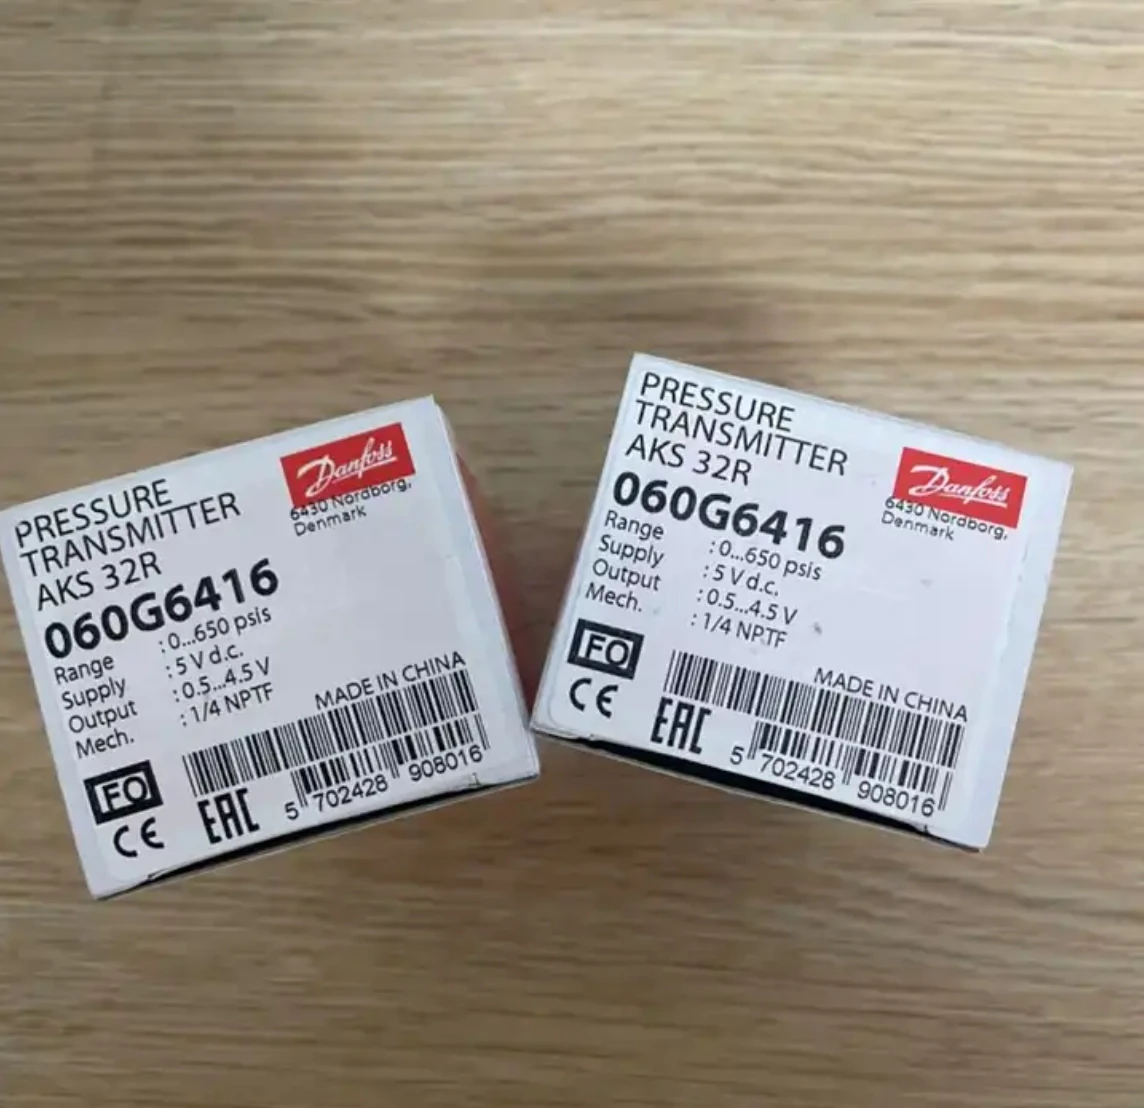 PRESSURE
TRANSMITTER
AKS 32R
060G6416
Danfoss
6430 Nordborg,
Denmark
Range : 0...650 psis
Supply : 5 V d.c.
Output : 0.5...4.5 V
Mech. : 1/4 NPTF
MADE IN CHINA
FO
CE
EAC
5 702428 908016
PRESSURE
TRANSMITTER
AKS 32R
060G6416
Danfoss
6430 Nordborg,
Denmark
Range : 0...650 psis
Supply : 5 V d.c.
Output : 0.5...4.5 V
Mech. : 1/4 NPTF
MADE IN CHINA
FO
CE
EAC
5 702428 908016